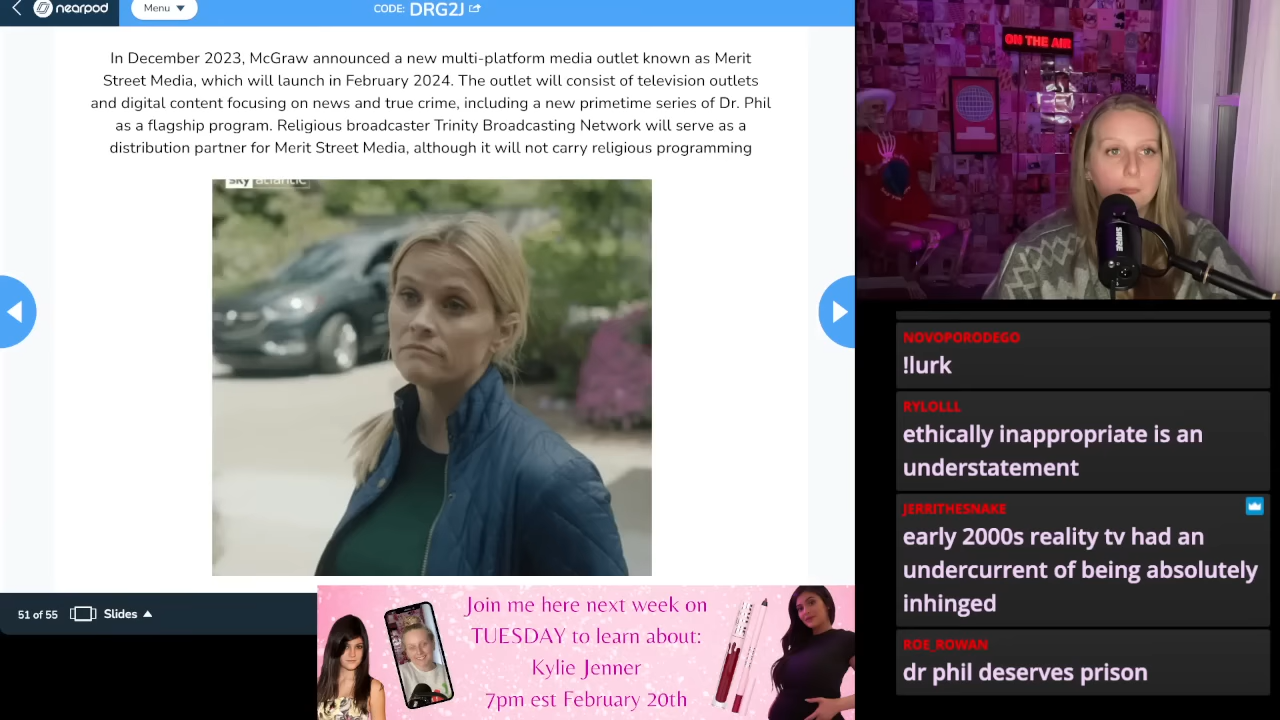 nearpod
Menu
CODE: DRG2J
In December 2023, McGraw announced a new multi-platform media outlet known as Merit
Street Media, which will launch in February 2024. The outlet will consist of television outlets
and digital content focusing on news and true crime, including a new primetime series of Dr. Phil
as a flagship program. Religious broadcaster Trinity Broadcasting Network will serve as a
distribution partner for Merit Street Media, although it will not carry religious programming
sky atlantic
51 of 55
Slides
Join me here next week on
TUESDAY to learn about:
Kylie Jenner
7pm est February 20th
ON THE AIR
SHURE
NOVOPORODEGO
!lurk
RYLOLLL
ethically inappropriate is an
understatement
JERRITHESNAKE
early 2000s reality tv had an
undercurrent of being absolutely
inhinged
ROE_ROWAN
dr phil deserves prison